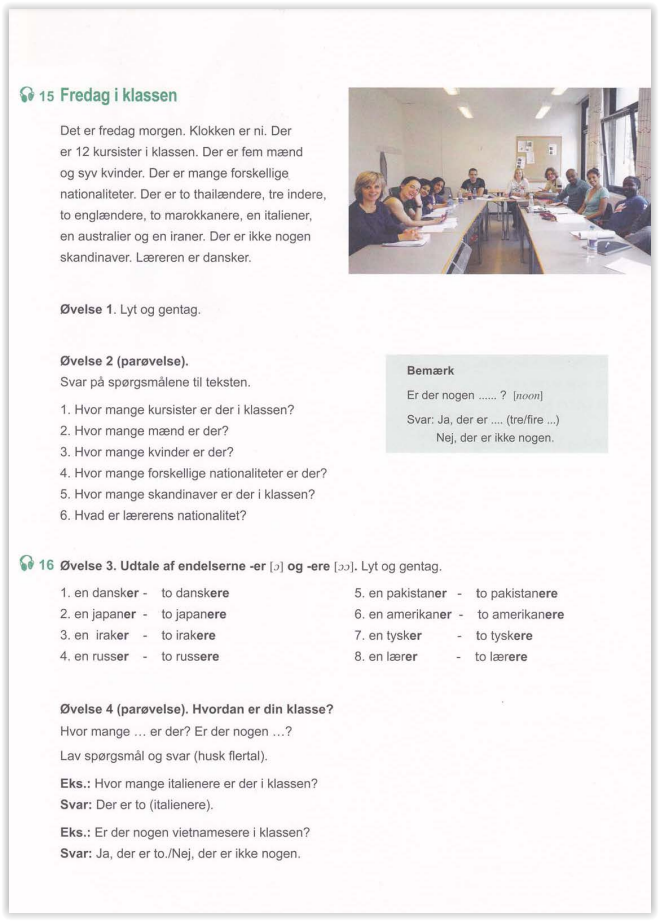 15 Fredag i klassen
Det er fredag morgen. Klokken er ni. Der
er 12 kursister i klassen. Der er fem mænd
og syv kvinder. Der er mange forskellige
nationaliteter. Der er to thailændere, tre indere,
to englændere, to marokkanere, en italiener,
en australier og en iraner. Der er ikke nogen
skandinaver. Læreren er dansker.
Øvelse 1. Lyt og gentag.
Øvelse 2 (parøvelse).
Svar på spørgsmålene til teksten.
1. Hvor mange kursister er der i klassen?
2. Hvor mange mænd er der?
3. Hvor mange kvinder er der?
4. Hvor mange forskellige nationaliteter er der?
5. Hvor mange skandinaver er der i klassen?
6. Hvad er lærerens nationalitet?
Bemærk
Er der nogen ...... ? [noon]
Svar: Ja, der er .... (tre/fire ...)
Nej, der er ikke nogen.
16 Øvelse 3. Udtale af endelserne -er [ɔ] og -ere [ɔɔ]. Lyt og gentag.
1. en dansker - to danskere
2. en japaner - to japanere
3. en iraker - to irakere
4. en russer - to russere
5. en pakistaner - to pakistanere
6. en amerikaner - to amerikanere
7. en tysker - to tyskere
8. en lærer - to lærere
Øvelse 4 (parøvelse). Hvordan er din klasse?
Hvor mange … er der? Er der nogen …?
Lav spørgsmål og svar (husk flertal).
Eks.: Hvor mange italienere er der i klassen?
Svar: Der er to (italienere).
Eks.: Er der nogen vietnamesere i klassen?
Svar: Ja, der er to./Nej, der er ikke nogen.